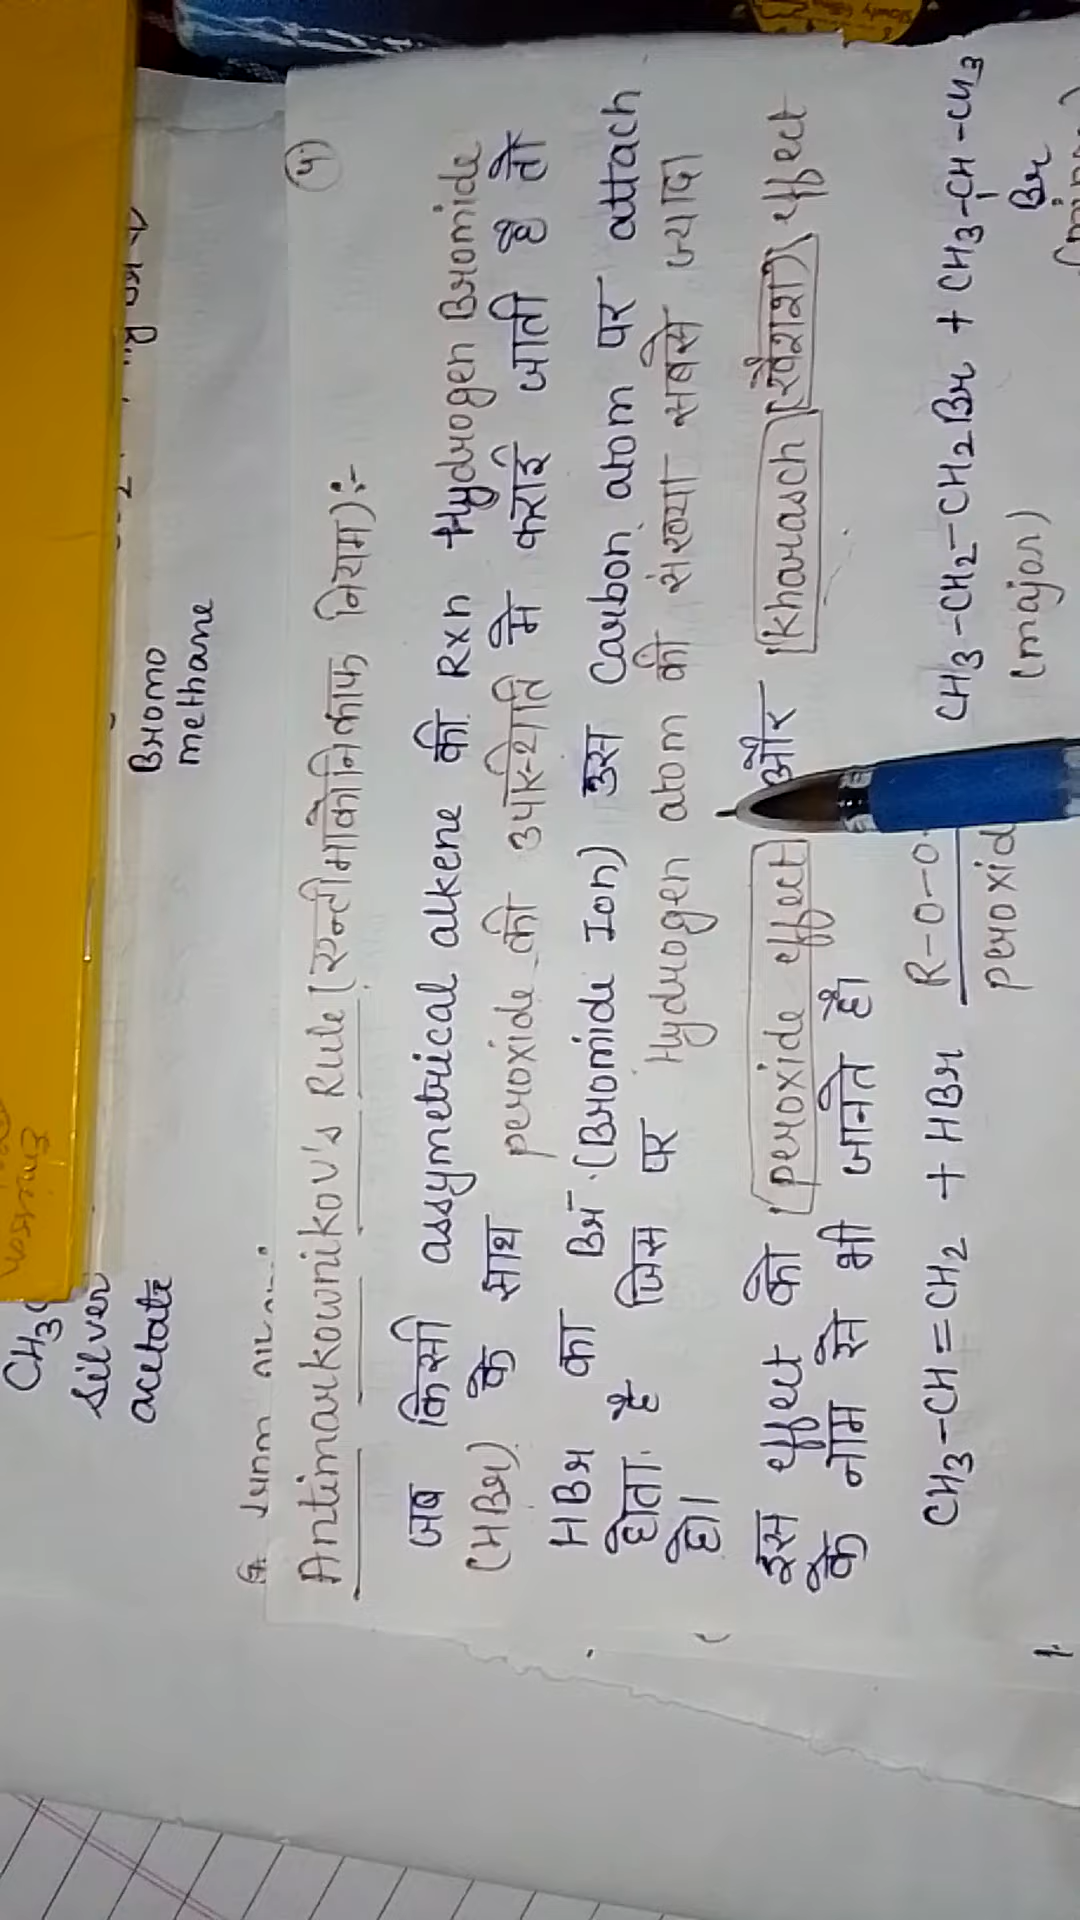 CH3
Silver
acetate
Bromo
methane
Antimarkownikov's Rule (एन्टीमार्कोनिकाफ नियम):-
(4)
जब किसी assymetrical alkene की Rxn Hydrogen Bromide
(HBr) के साथ peroxide की उपस्थिति में कराई जाती है तो
HBr का Br⁻ (Bromide Ion) उस Carbon atom पर attach
होता है जिस पर Hydrogen atom की संख्या सबसे ज्यादा
हो।
इस effect को peroxide effect और Kharasch (खैराश) effect
के नाम से भी जानते है।
CH3-CH=CH2 + HBr R-O-O. CH3-CH2-CH2Br + CH3-CH-CH3
peroxid (major) Br